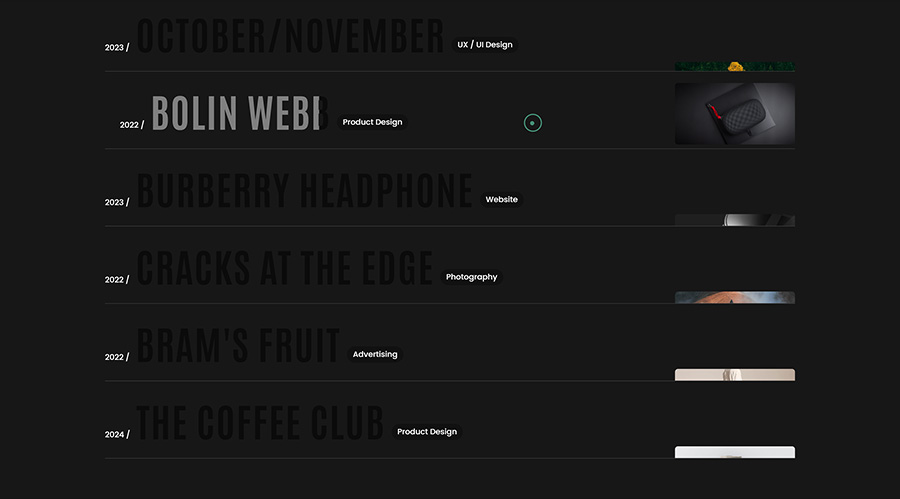 2023 / OCTOBER/NOVEMBER UX / UI Design
2022 / BOLIN WEBB Product Design
2023 / BURBERRY HEADPHONE Website
2022 / CRACKS AT THE EDGE Photography
2022 / BRAM'S FRUIT Advertising
2024 / THE COFFEE CLUB Product Design